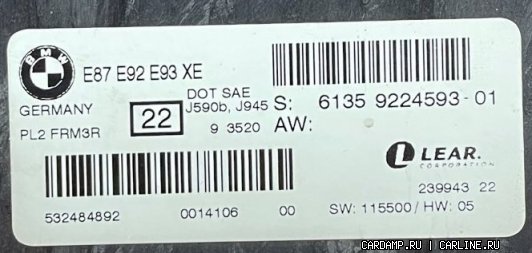 BMW
E87 E92 E93 XE
GERMANY
PL2 FRM3R
22
DOT SAE
J590b, J945
9 3520
S: 6135 9224593-01
AW:
LEAR.
CORPORATION
239943 22
532484892 0014106 00
SW: 115500/HW: 05
CARDAMP.RU | CARLINE.RU